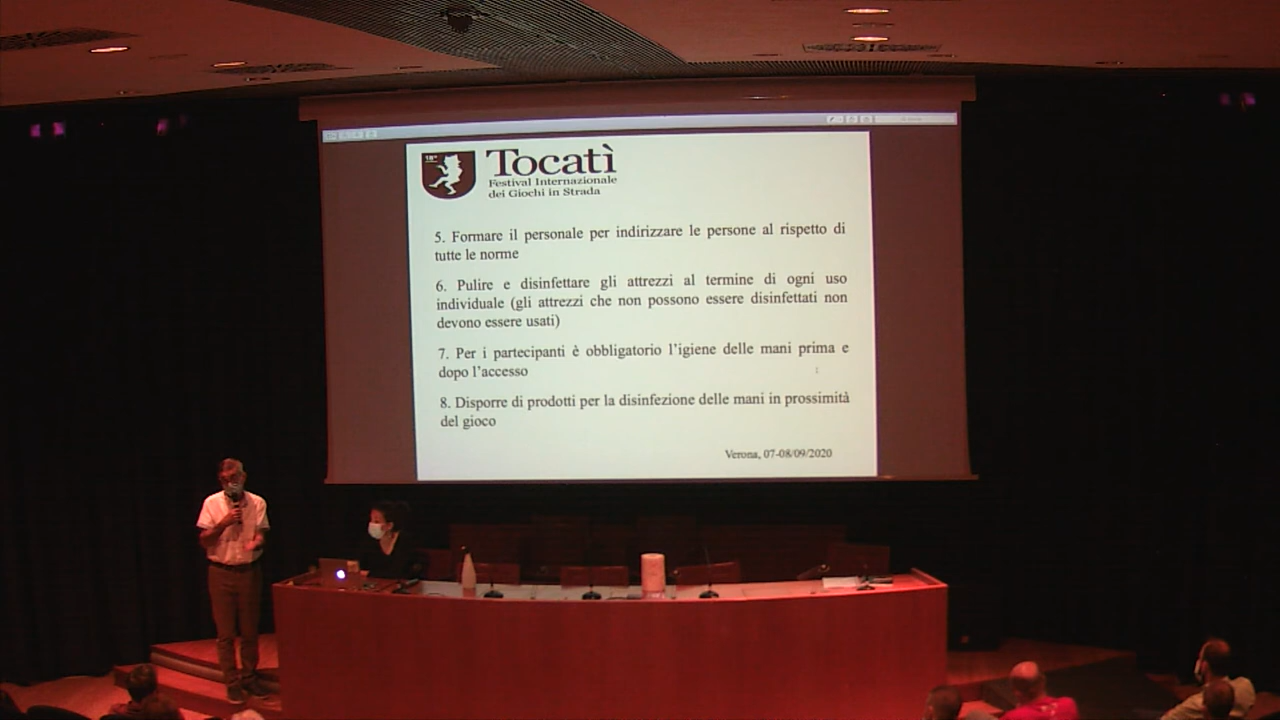 18°
Tocatì
Festival Internazionale
dei Giochi in Strada
5. Formare il personale per indirizzare le persone al rispetto di
tutte le norme
6. Pulire e disinfettare gli attrezzi al termine di ogni uso
individuale (gli attrezzi che non possono essere disinfettati non
devono essere usati)
7. Per i partecipanti è obbligatorio l’igiene delle mani prima e
dopo l’accesso
8. Disporre di prodotti per la disinfezione delle mani in prossimità
del gioco
Verona, 07-08/09/2020